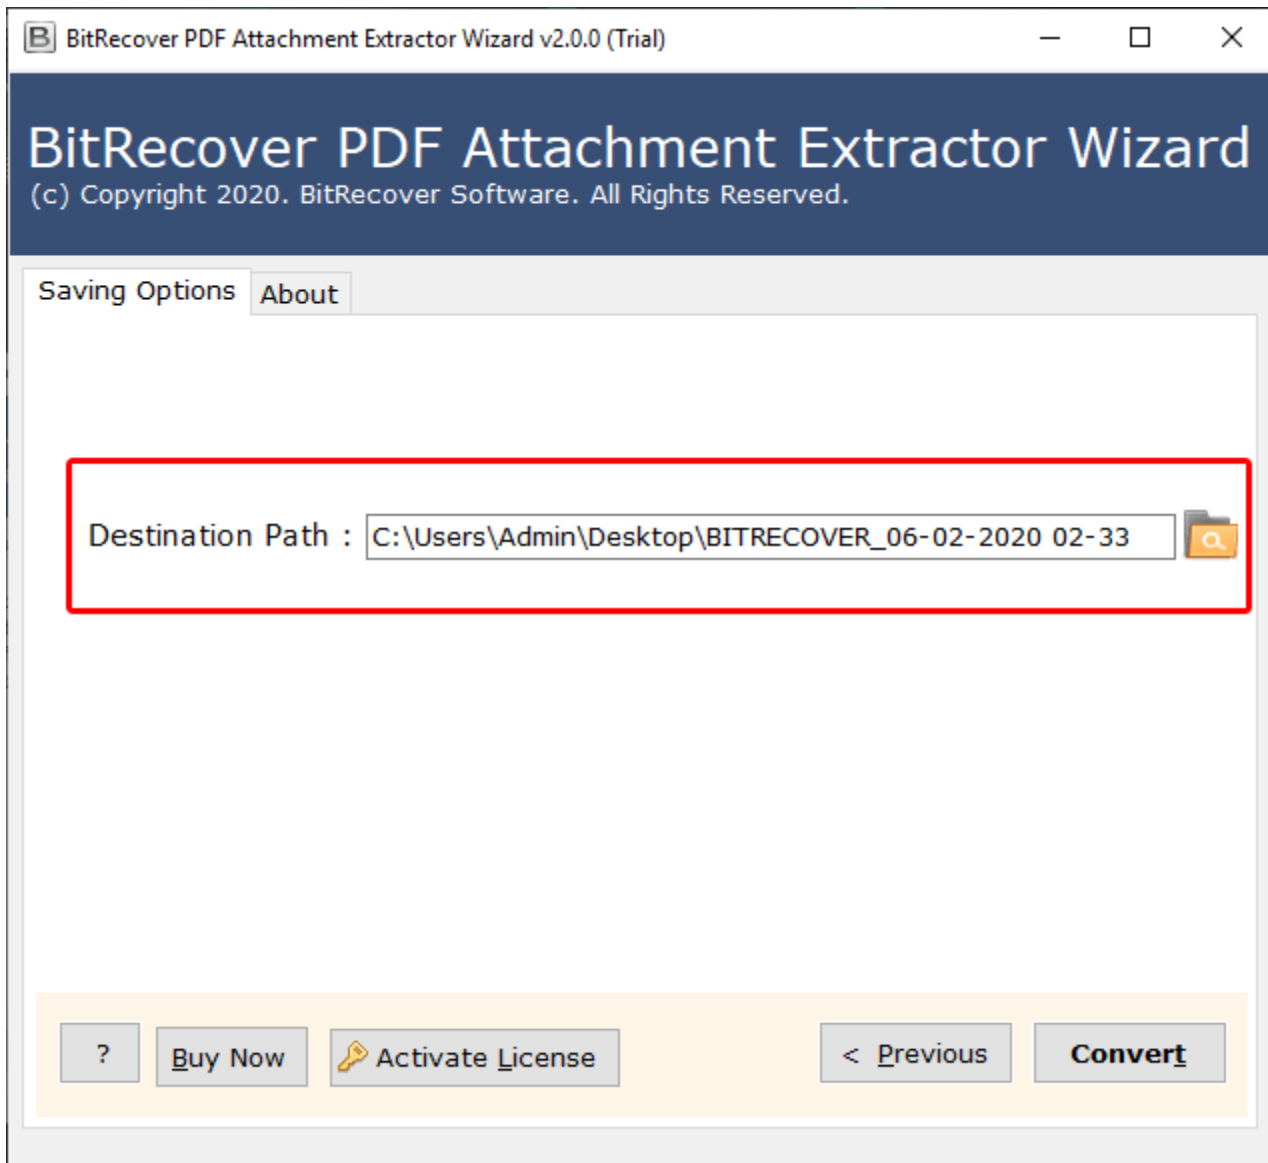 BitRecover PDF Attachment Extractor Wizard v2.0.0 (Trial)
BitRecover PDF Attachment Extractor Wizard
(c) Copyright 2020. BitRecover Software. All Rights Reserved.
Saving Options About
Destination Path : C:\Users\Admin\Desktop\BITRECOVER_06-02-2020 02-33
? Buy Now Activate License < Previous Convert